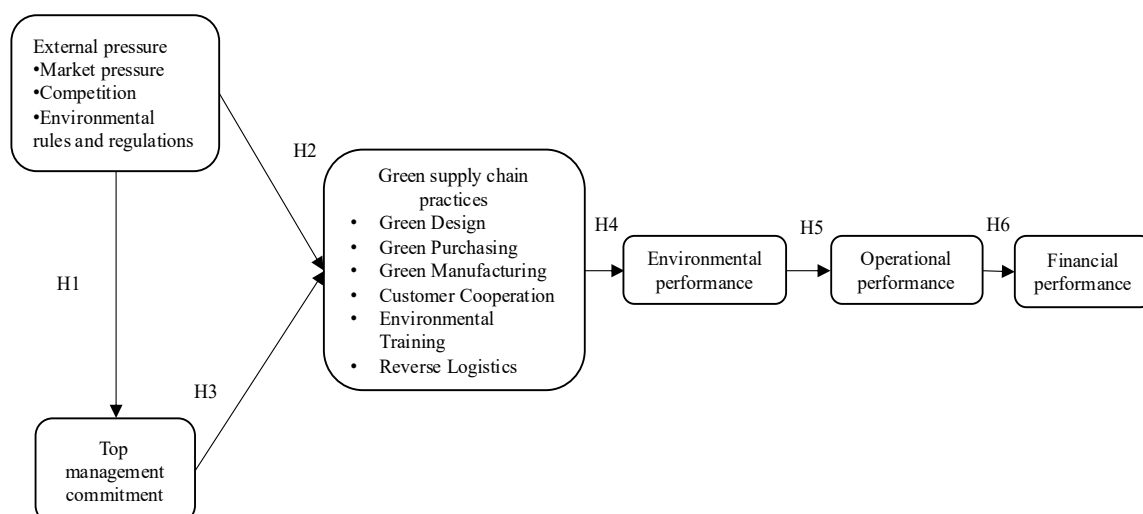 External pressure
•Market pressure
•Competition
•Environmental
rules and regulations
H1
H2
H3
Top
management
commitment
Green supply chain
practices
• Green Design
• Green Purchasing
• Green Manufacturing
• Customer Cooperation
• Environmental
Training
• Reverse Logistics
H4
Environmental
performance
H5
Operational
performance
H6
Financial
performance